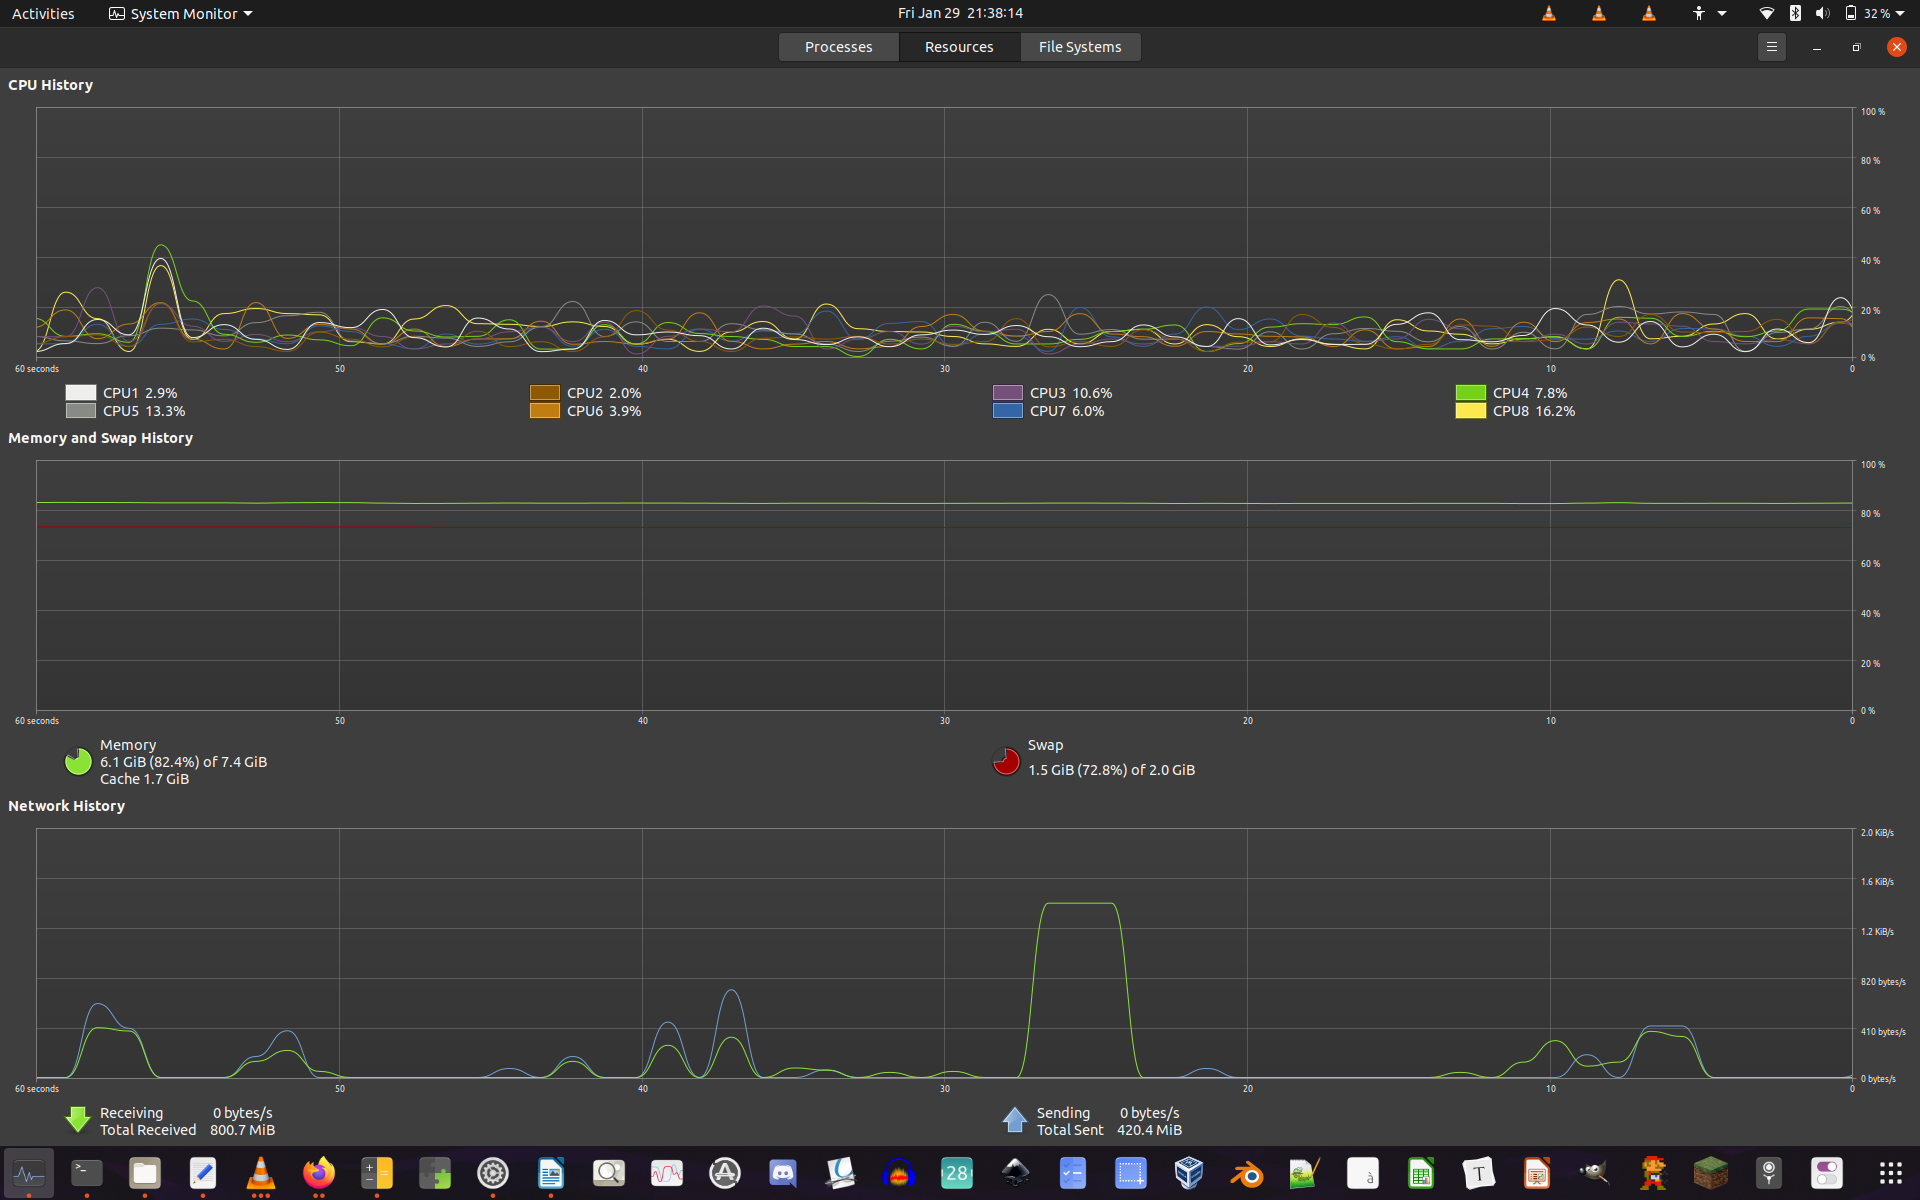 Activities System Monitor Fri Jan 29 21:38:14 32 %
Processes Resources File Systems
CPU History
100 %
80 %
60 %
40 %
20 %
0 %
60 seconds 50 40 30 20 10 0
CPU1 2.9% CPU2 2.0% CPU3 10.6% CPU4 7.8%
CPU5 13.3% CPU6 3.9% CPU7 6.0% CPU8 16.2%
Memory and Swap History
100 %
80 %
60 %
40 %
20 %
0 %
60 seconds 50 40 30 20 10 0
Memory
6.1 GiB (82.4%) of 7.4 GiB
Cache 1.7 GiB
Swap
1.5 GiB (72.8%) of 2.0 GiB
Network History
2.0 KiB/s
1.6 KiB/s
1.2 KiB/s
820 bytes/s
410 bytes/s
0 bytes/s
60 seconds 50 40 30 20 10 0
Receiving 0 bytes/s
Total Received 800.7 MiB
Sending 0 bytes/s
Total Sent 420.4 MiB
28
T
à